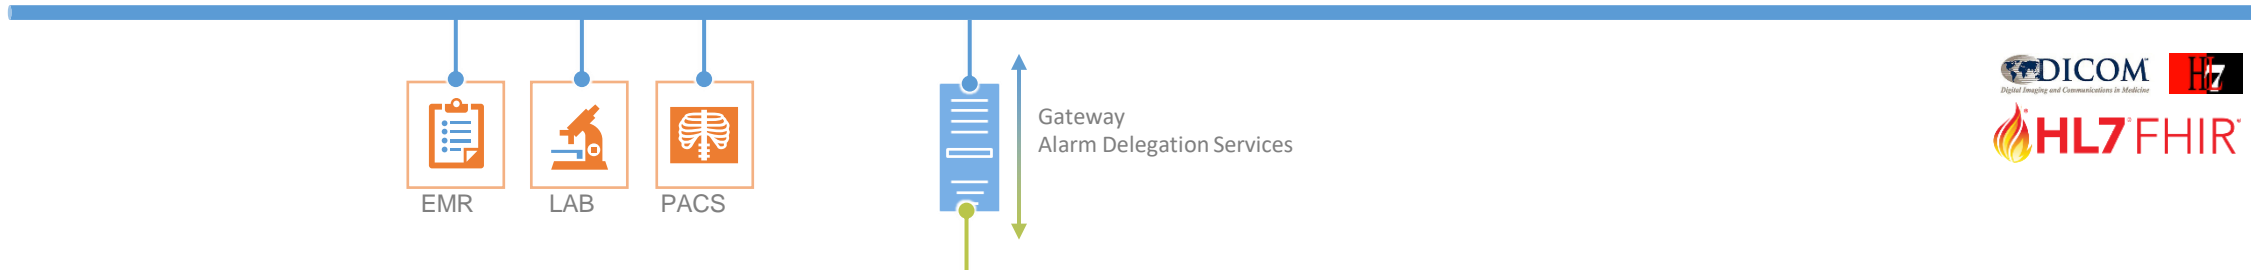 EMR
LAB
PACS
Gateway
Alarm Delegation Services
DICOM
Digital Imaging and Communications in Medicine
HL7
HL7 FHIR